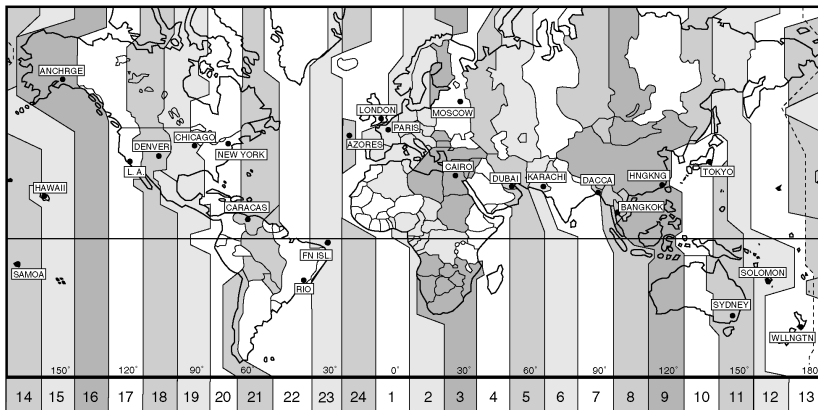 ANCHRGE
LONDON
MOSCOW
CHICAGO
PARIS
DENVER
AZORES
NEW YORK
L.A.
CAIRO
DUBAI
KARACHI
DACCA
HNGKNG
TOKYO
HAWAII
CARACAS
BANGKOK
FN ISL.
SAMOA
SOLOMON
RIO
SYDNEY
WLLNGTN
150° 120° 90° 60° 30° 0° 30° 60° 90° 120° 150° 180°
14 15 16 17 18 19 20 21 22 23 24 1 2 3 4 5 6 7 8 9 10 11 12 13